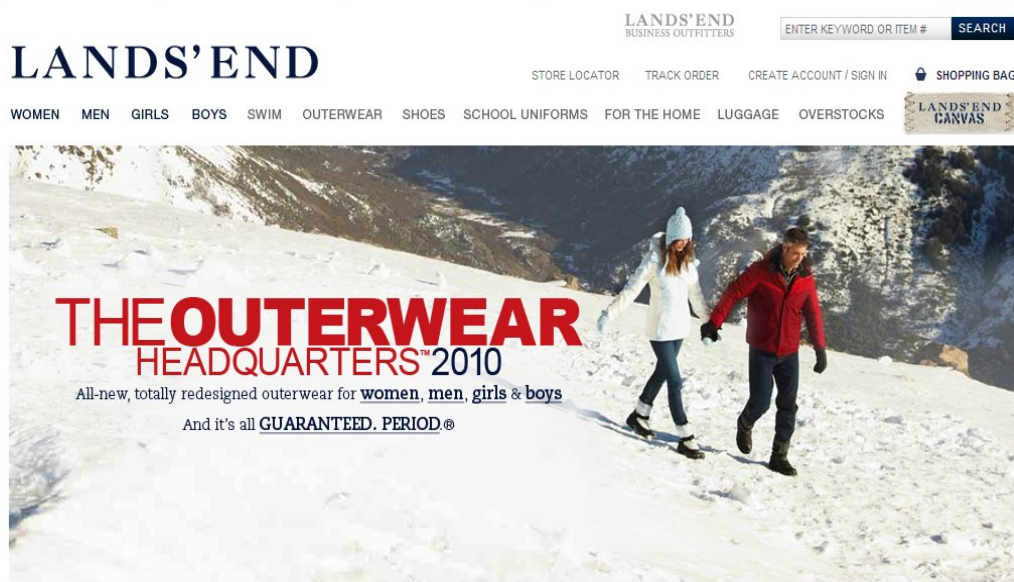 LANDS'END
BUSINESS OUTFITTERS
ENTER KEYWORD OR ITEM #
SEARCH
LANDS'END
STORE LOCATOR TRACK ORDER CREATE ACCOUNT / SIGN IN SHOPPING BAG
WOMEN MEN GIRLS BOYS SWIM OUTERWEAR SHOES SCHOOL UNIFORMS FOR THE HOME LUGGAGE OVERSTOCKS
LANDS'END
CANVAS
THE OUTERWEAR
HEADQUARTERS™ 2010
All-new, totally redesigned outerwear for women, men, girls & boys
And it's all GUARANTEED. PERIOD.®